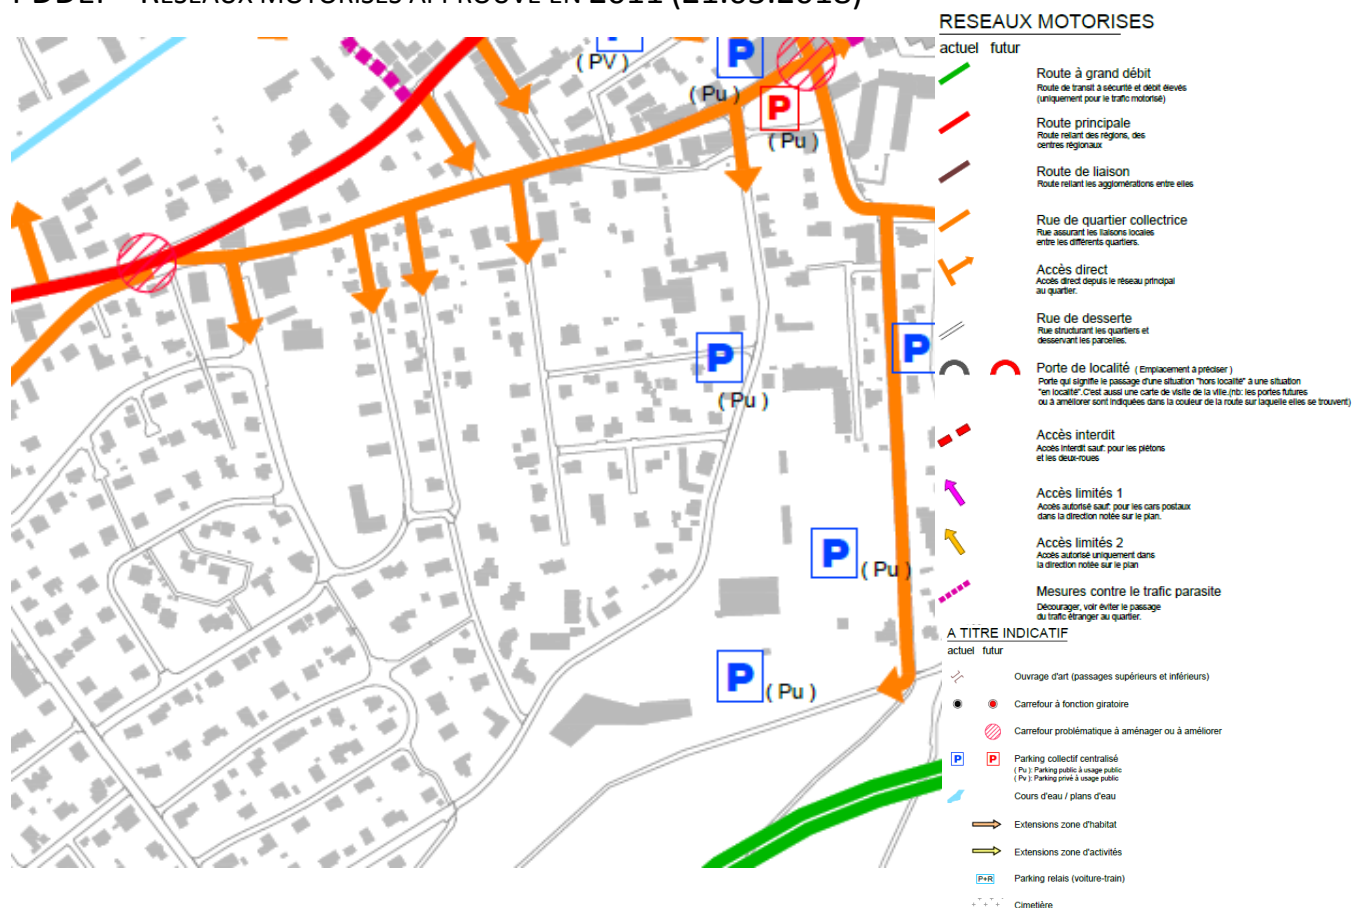 RESEAUX MOTORISES APPROUVE EN 2011 (21.03.2018)
RESEAUX MOTORISES
actuel futur
Route à grand débit
Route de transit à sécurité et débit élevés
(uniquement pour le trafic motorisé)
Route principale
Route reliant des régions, des
centres régionaux
Route de liaison
Route reliant les agglomérations entre elles
Rue de quartier collectrice
Rue assurant les liaisons locales
entre les différents quartiers.
Accès direct
Accès direct depuis le réseau principal
au quartier.
Rue de desserte
Rue structurant les quartiers et
desservant les parcelles.
Porte de localité ( Emplacement à préciser )
Porte qui signifie le passage d'une situation "hors localité" à une situation
"en localité".C'est aussi une carte de visite de la ville.(nb: les portes futures
ou à améliorer sont indiquées dans la couleur de la route sur laquelle elles se trouvent)
Accès interdit
Accès interdit sauf: pour les piétons
et les deux-roues
Accès limités 1
Accès autorisé sauf: pour les cars postaux
dans la direction notée sur le plan.
Accès limités 2
Accès autorisé uniquement dans
la direction notée sur le plan
Mesures contre le trafic parasite
Décourager, voir éviter le passage
du trafic étranger au quartier.
A TITRE INDICATIF
actuel futur
Ouvrage d'art (passages supérieurs et inférieurs)
Carrefour à fonction giratoire
Carrefour problématique à aménager ou à améliorer
P P Parking collectif centralisé
( Pu ): Parking public à usage public
( Pv ): Parking privé à usage public
Cours d'eau / plans d'eau
Extensions zone d'habitat
Extensions zone d'activités
P+R Parking relais (voiture-train)
Cimetière
( PV )
P
( Pu )
P
( Pu )
P
( Pu )
P
P
( Pu )
P
( Pu )